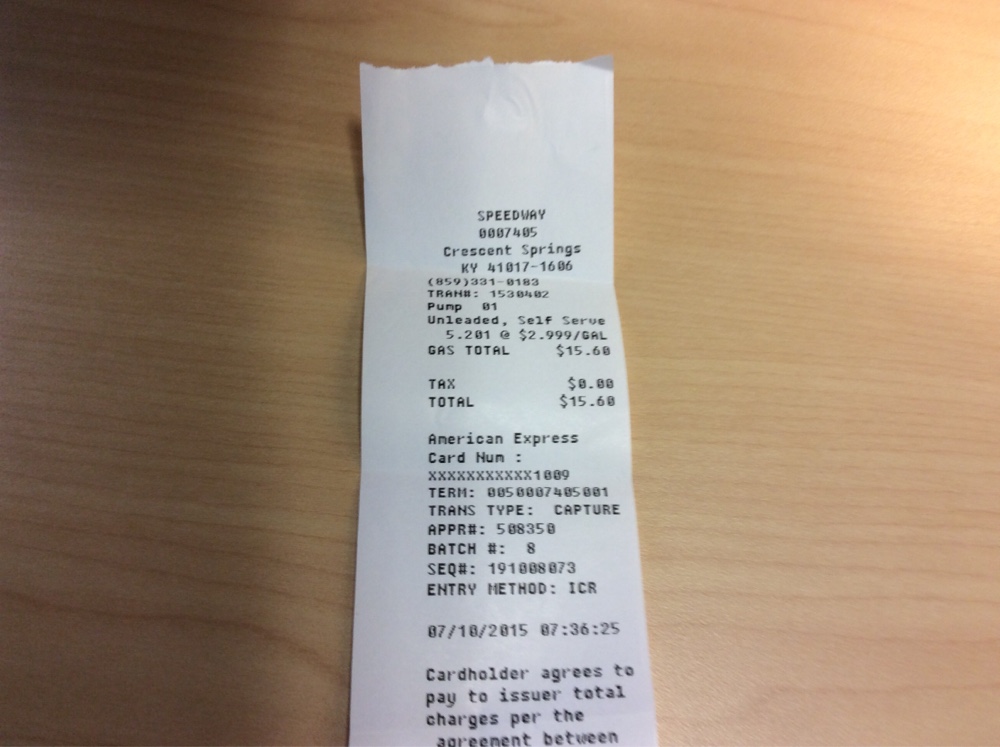 SPEEDWAY
0007405
Crescent Springs
KY 41017-1606
(859)331-0183
TRAN#: 1530402
Pump 01
Unleaded, Self Serve
5.201 @ $2.999/GAL
GAS TOTAL $15.60
TAX $0.00
TOTAL $15.60
American Express
Card Num :
XXXXXXXXXXX1009
TERM: 0050007405001
TRANS TYPE: CAPTURE
APPR#: 508350
BATCH #: 8
SEQ#: 191008073
ENTRY METHOD: ICR
07/10/2015 07:36:25
Cardholder agrees to
pay to issuer total
charges per the
agreement between